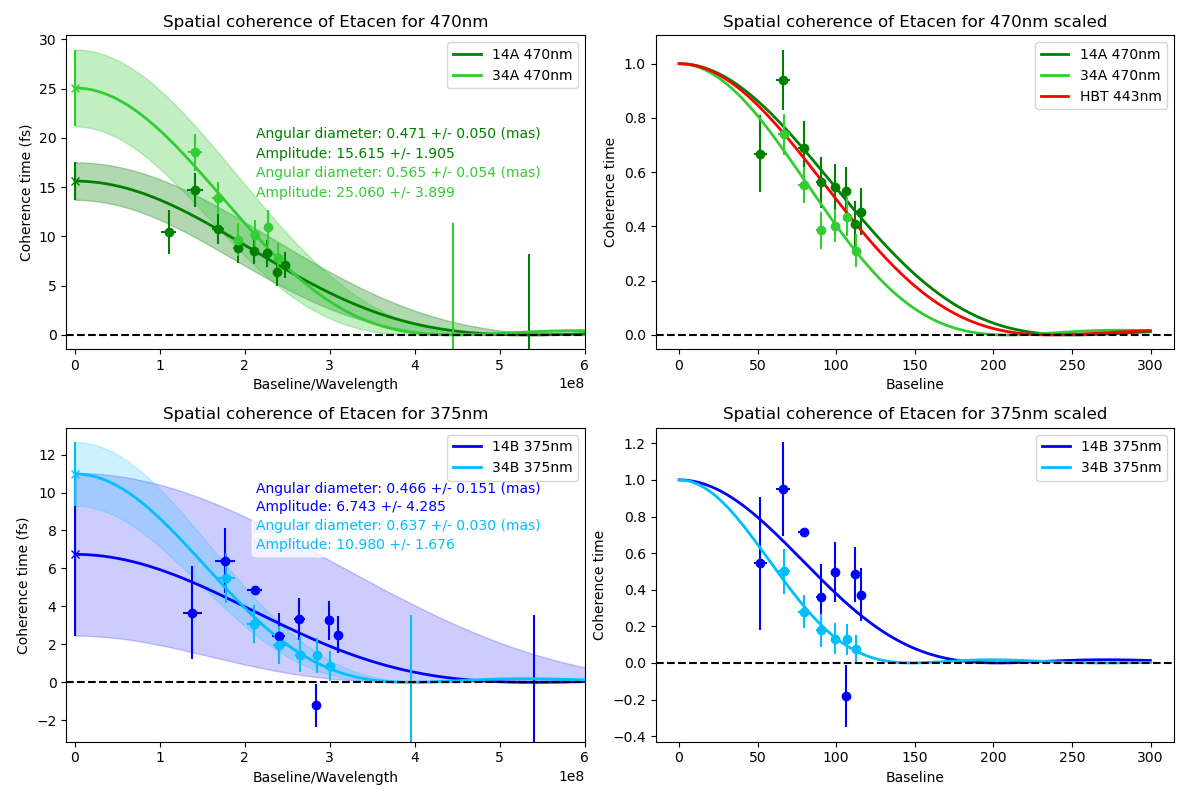 Spatial coherence of Etacen for 470nm
Coherence time (fs)
30
25
20
15
10
5
0
14A 470nm
34A 470nm
Angular diameter: 0.471 +/- 0.050 (mas)
Amplitude: 15.615 +/- 1.905
Angular diameter: 0.565 +/- 0.054 (mas)
Amplitude: 25.060 +/- 3.899
0 1 2 3 4 5 6
1e8
Baseline/Wavelength
Spatial coherence of Etacen for 470nm scaled
Coherence time
1.0
0.8
0.6
0.4
0.2
0.0
14A 470nm
34A 470nm
HBT 443nm
0 50 100 150 200 250 300
Baseline
Spatial coherence of Etacen for 375nm
Coherence time (fs)
12
10
8
6
4
2
0
−2
14B 375nm
34B 375nm
Angular diameter: 0.466 +/- 0.151 (mas)
Amplitude: 6.743 +/- 4.285
Angular diameter: 0.637 +/- 0.030 (mas)
Amplitude: 10.980 +/- 1.676
0 1 2 3 4 5 6
1e8
Baseline/Wavelength
Spatial coherence of Etacen for 375nm scaled
Coherence time
1.2
1.0
0.8
0.6
0.4
0.2
0.0
−0.2
−0.4
14B 375nm
34B 375nm
0 50 100 150 200 250 300
Baseline